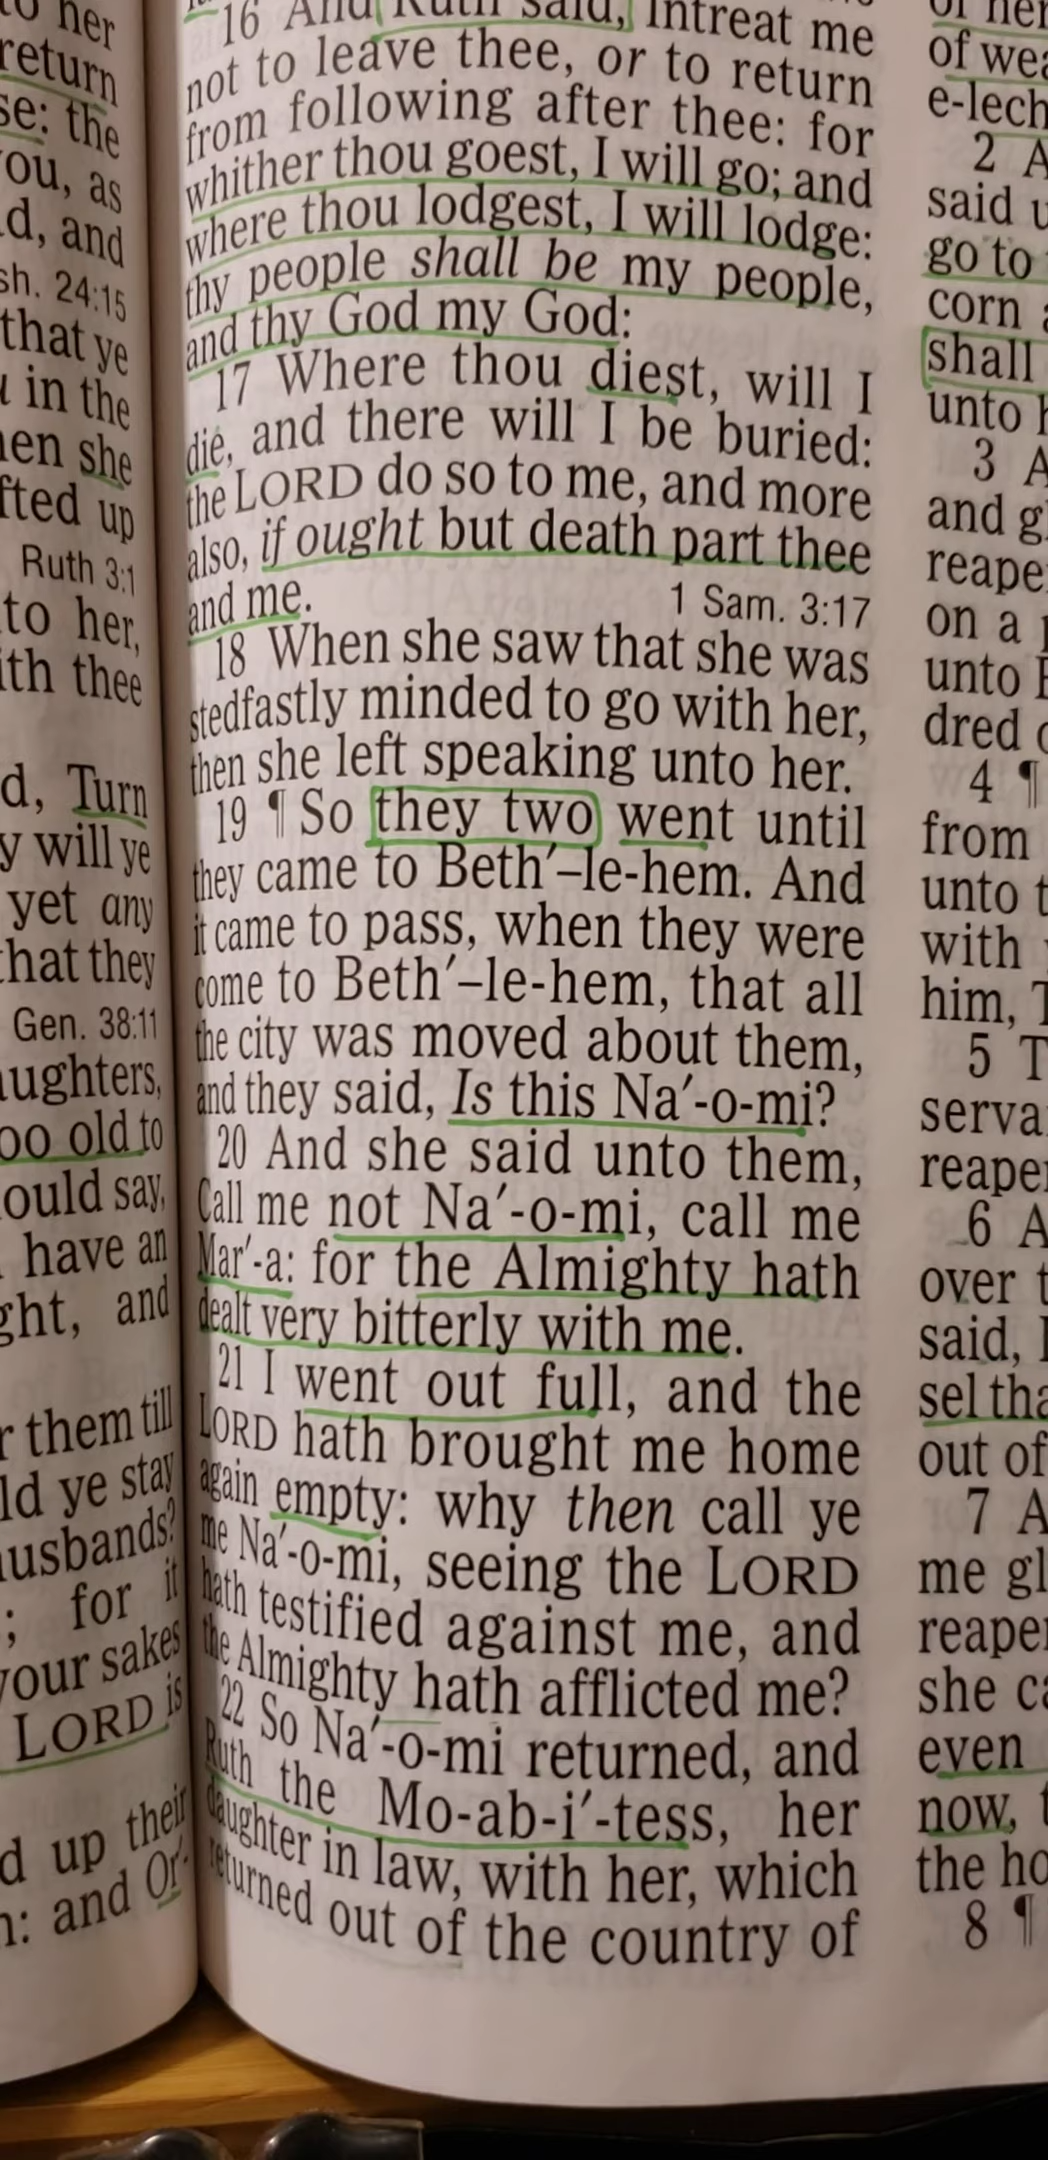 to her
return
se: the
you, as
d, and
sh. 24:15
that ye
in the
en she
fted up
Ruth 3:1
to her,
ith thee
d, Turn
y will ye
yet any
that they
Gen. 38:11
aughters,
oo old to
ould say,
have an
ght, and
r them till
ld ye stay
usbands?
; for it
your sakes
LORD is
d up their
: and Or′-
16 And Ruth said, Intreat me
not to leave thee, or to return
from following after thee: for
whither thou goest, I will go; and
where thou lodgest, I will lodge:
thy people shall be my people,
and thy God my God:
17 Where thou diest, will I
die, and there will I be buried:
the LORD do so to me, and more
also, if ought but death part thee
and me. 1 Sam. 3:17
18 When she saw that she was
stedfastly minded to go with her,
then she left speaking unto her.
19 ¶ So they two went until
they came to Beth′–le-hem. And
it came to pass, when they were
come to Beth′–le-hem, that all
the city was moved about them,
and they said, Is this Na′-o-mi?
20 And she said unto them,
Call me not Na′-o-mi, call me
Mar′-a: for the Almighty hath
dealt very bitterly with me.
21 I went out full, and the
LORD hath brought me home
again empty: why then call ye
me Na′-o-mi, seeing the LORD
hath testified against me, and
the Almighty hath afflicted me?
22 So Na′-o-mi returned, and
Ruth the Mo-ab-i′-tess, her
daughter in law, with her, which
returned out of the country of
of her
of wea
e-lech
2 A
said u
go to
corn a
shall
unto h
3 A
and gl
reape
on a p
unto B
dred o
4 ¶
from
unto t
with
him, T
5 T
serva
reaper
6 A
over t
said, I
sel tha
out of
7 A
me gl
reaper
she ca
even
now, t
the ho
8 ¶